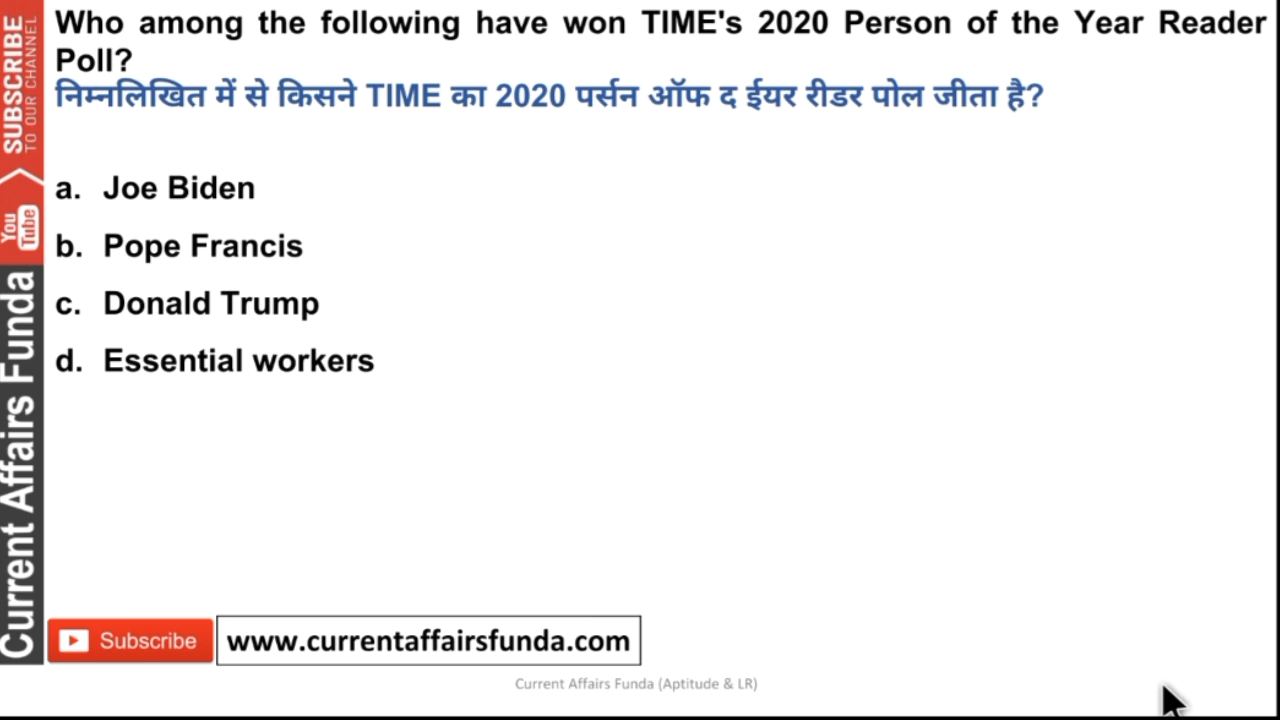 Who among the following have won TIME's 2020 Person of the Year Reader
Poll?
निम्नलिखित में से किसने TIME का 2020 पर्सन ऑफ द ईयर रीडर पोल जीता है?
a. Joe Biden
b. Pope Francis
c. Donald Trump
d. Essential workers
SUBSCRIBE
TO OUR CHANNEL
You
Tube
Current Affairs Funda
Subscribe
www.currentaffairsfunda.com
Current Affairs Funda (Aptitude & LR)